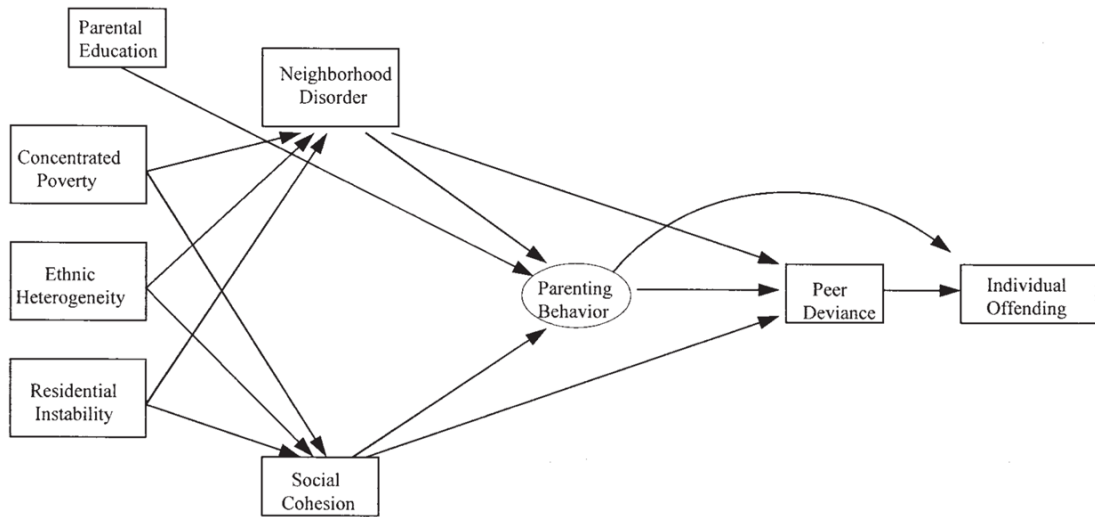 Parental
Education
Neighborhood
Disorder
Concentrated
Poverty
Ethnic
Heterogeneity
Parenting
Behavior
Peer
Deviance
Individual
Offending
Residential
Instability
Social
Cohesion